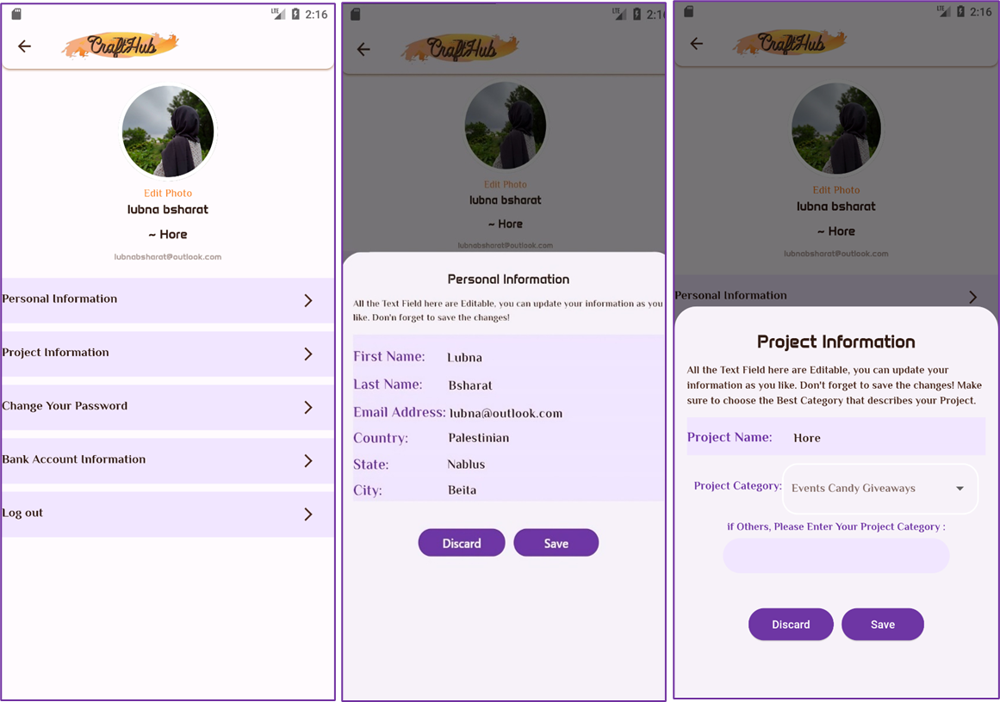 LTE 2:16
CraftHub
Edit Photo
lubna bsharat
~ Hore
lubnabsharat@outlook.com
Personal Information
Project Information
Change Your Password
Bank Account Information
Log out
LTE 2:16
CraftHub
Edit Photo
lubna bsharat
~ Hore
lubnabsharat@outlook.com
Personal Information
All the Text Field here are Editable, you can update your information as you
like. Don'n forget to save the changes!
First Name: Lubna
Last Name: Bsharat
Email Address: lubna@outlook.com
Country: Palestinian
State: Nablus
City: Beita
Discard Save
LTE 2:16
CraftHub
Edit Photo
lubna bsharat
~ Hore
lubnabsharat@outlook.com
Personal Information
Project Information
All the Text Field here are Editable, you can update your
information as you like. Don't forget to save the changes! Make
sure to choose the Best Category that describes your Project.
Project Name: Hore
Project Category: Events Candy Giveaways
if Others, Please Enter Your Project Category :
Discard Save